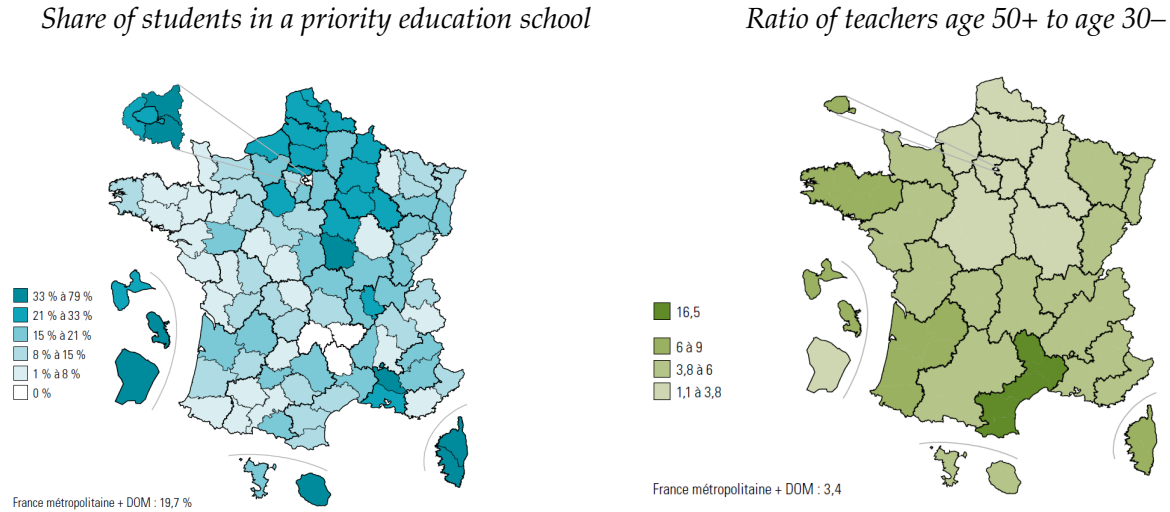 Share of students in a priority education school
Ratio of teachers age 50+ to age 30–
33 % à 79 %
21 % à 33 %
15 % à 21 %
8 % à 15 %
1 % à 8 %
0 %
France métropolitaine + DOM : 19,7 %
16,5
6 à 9
3,8 à 6
1,1 à 3,8
France métropolitaine + DOM : 3,4